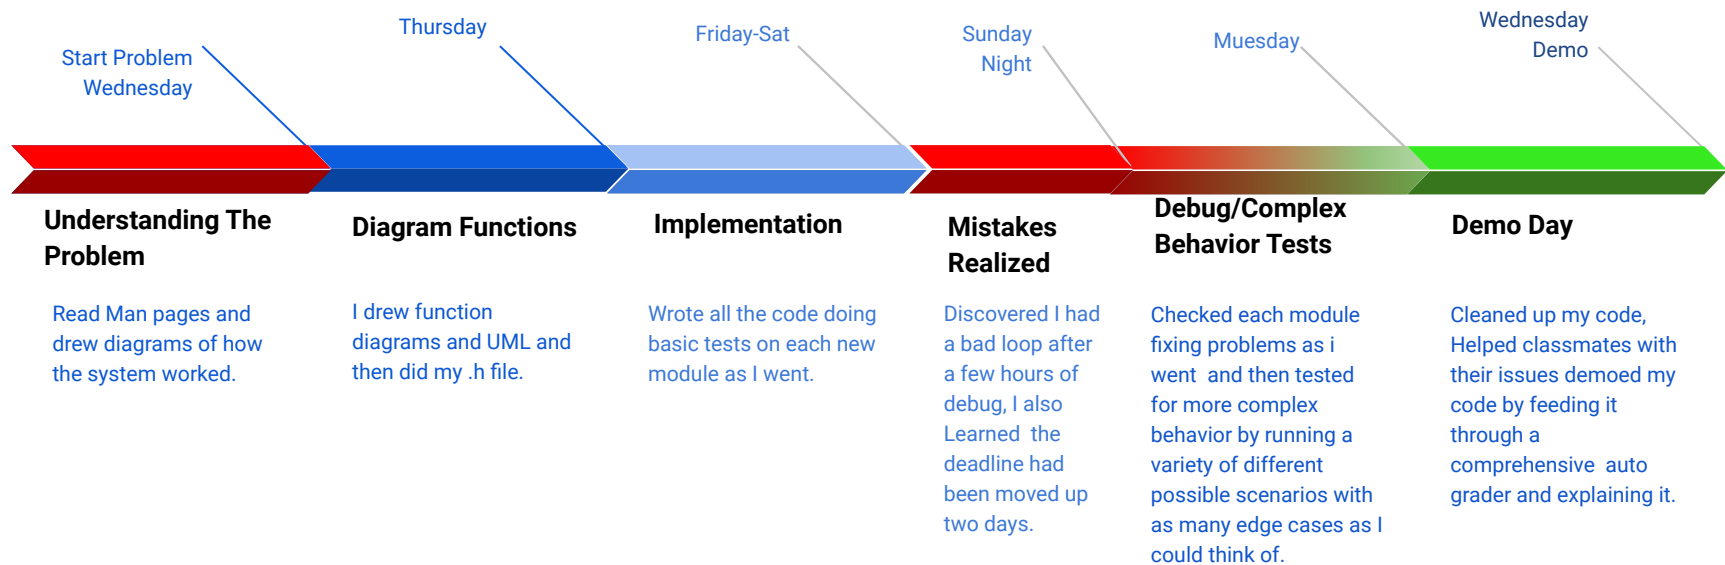 Start Problem
Wednesday
Thursday
Friday-Sat
Sunday
Night
Muesday
Wednesday
Demo
Understanding The
Problem
Read Man pages and
drew diagrams of how
the system worked.
Diagram Functions
I drew function
diagrams and UML and
then did my .h file.
Implementation
Wrote all the code doing
basic tests on each new
module as I went.
Mistakes
Realized
Discovered I had
a bad loop after
a few hours of
debug, I also
Learned  the
deadline had
been moved up
two days.
Debug/Complex
Behavior Tests
Checked each module
fixing problems as i
went  and then tested
for more complex
behavior by running a
variety of different
possible scenarios with
as many edge cases as I
could think of.
Demo Day
Cleaned up my code,
Helped classmates with
their issues demoed my
code by feeding it
through a
comprehensive  auto
grader and explaining it.